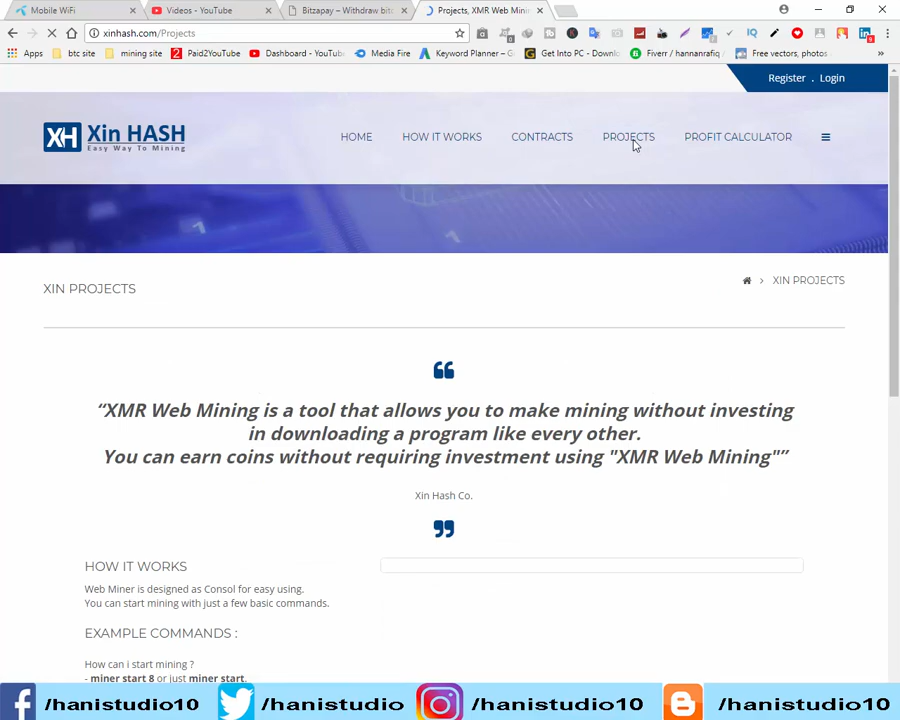 Mobile WiFi
Videos - YouTube
Bitzapay – Withdraw bitc
Projects, XMR Web Minin
xinhash.com/Projects
Apps
btc site
mining site
Paid2YouTube
Dashboard - YouTu
Media Fire
Keyword Planner – G
Get Into PC - Downlo
Fiverr / hannanrafiq /
Free vectors, photos
»
Register . Login
XH Xin HASH
Easy Way To Mining
HOME
HOW IT WORKS
CONTRACTS
PROJECTS
PROFIT CALCULATOR
XIN PROJECTS
XIN PROJECTS
“XMR Web Mining is a tool that allows you to make mining without investing
in downloading a program like every other.
You can earn coins without requiring investment using "XMR Web Mining"”
Xin Hash Co.
HOW IT WORKS
Web Miner is designed as Consol for easy using.
You can start mining with just a few basic commands.
EXAMPLE COMMANDS :
How can i start mining ?
- miner start 8 or just miner start.
/hanistudio10
/hanistudio
/hanistudio10
/hanistudio10